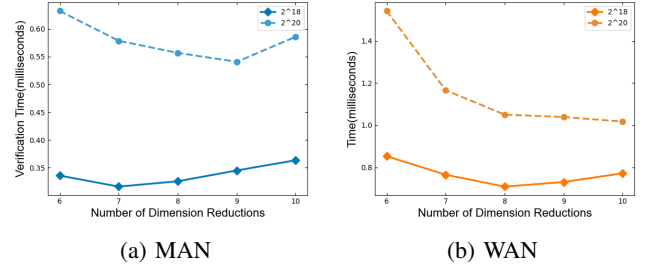 2^18
2^20
0.60
0.55
0.50
0.45
0.40
0.35
Verification Time(milliseconds)
6 7 8 9 10
Number of Dimension Reductions
(a) MAN
2^18
2^20
1.4
1.2
1.0
0.8
Time(milliseconds)
6 7 8 9 10
Number of Dimension Reductions
(b) WAN